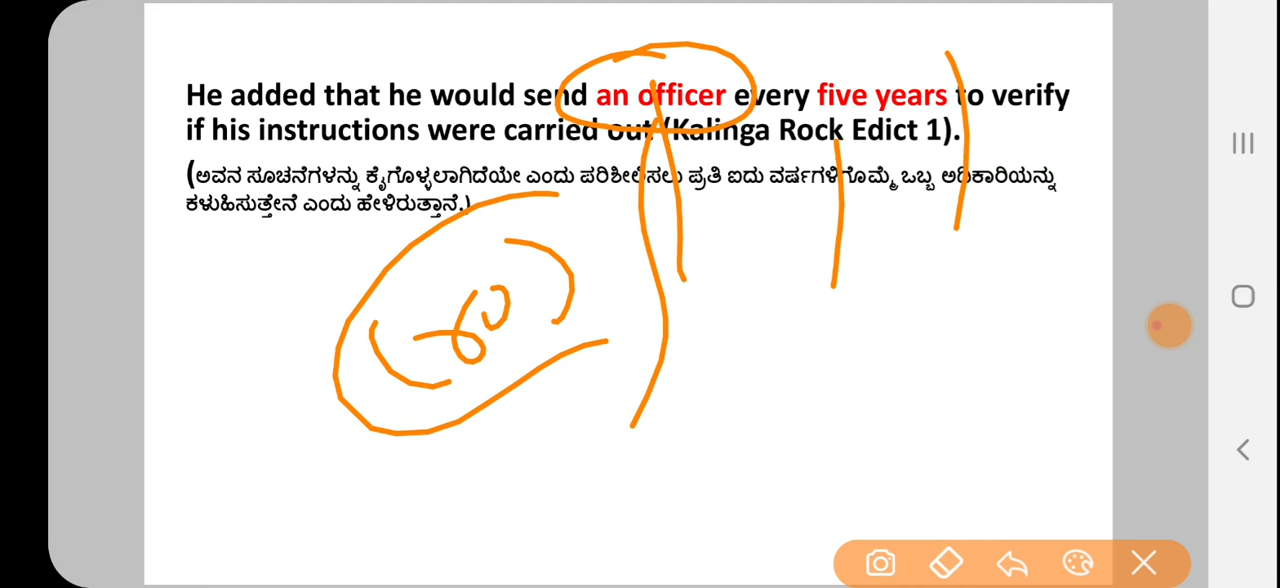 He added that he would send an officer every five years to verify
if his instructions were carried out (Kalinga Rock Edict 1).
(ಅವನ ಸೂಚನೆಗಳನ್ನು ಕೈಗೊಳ್ಳಲಾಗಿದೆಯೇ ಎಂದು ಪರಿಶೀಲಿಸಲು ಪ್ರತಿ ಐದು ವರ್ಷಗಳಿಗೊಮ್ಮೆ ಒಬ್ಬ ಅಧಿಕಾರಿಯನ್ನು
ಕಳುಹಿಸುತ್ತೇನೆ ಎಂದು ಹೇಳಿರುತ್ತಾನೆ.)